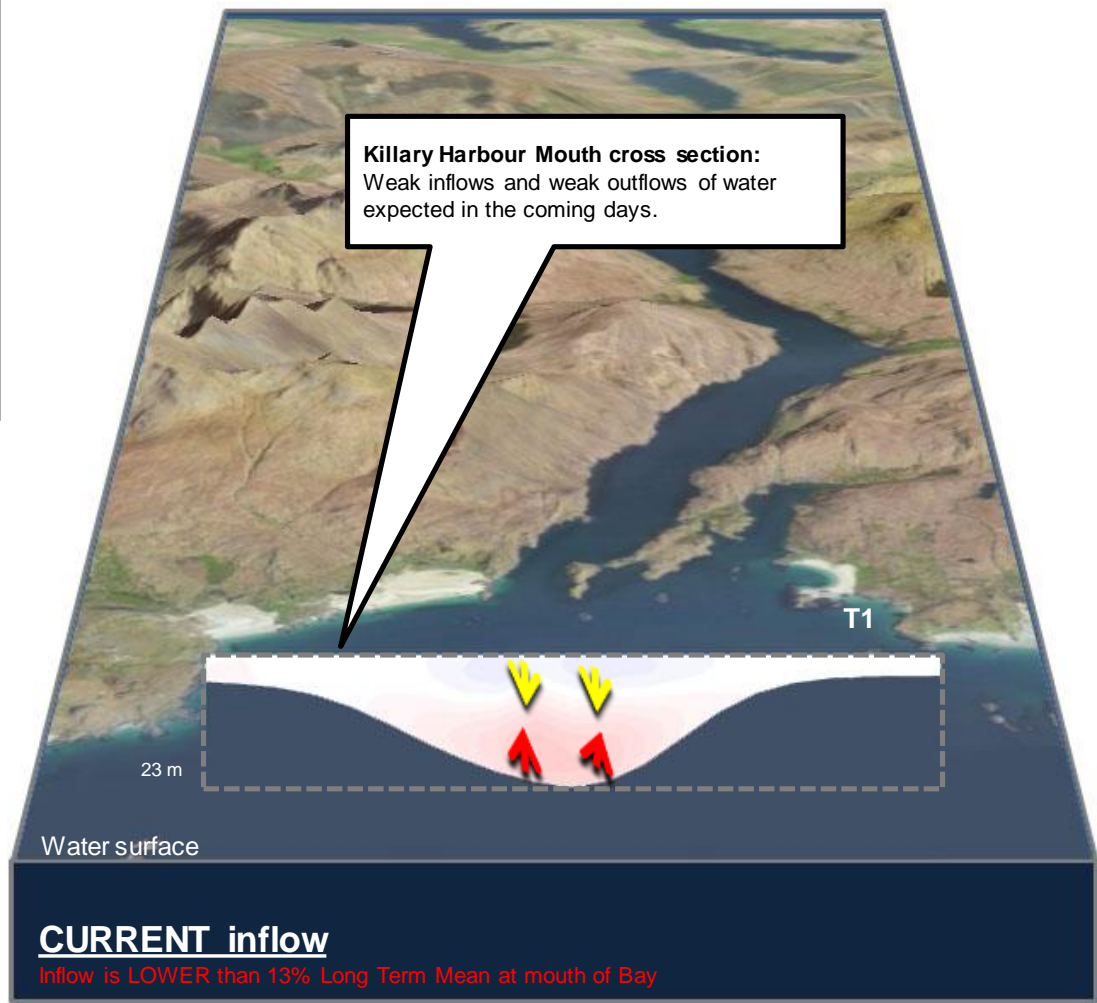 Killary Harbour Mouth cross section:
Weak inflows and weak outflows of water
expected in the coming days.
T1
23 m
Water surface
CURRENT inflow
Inflow is LOWER than 13% Long Term Mean at mouth of Bay